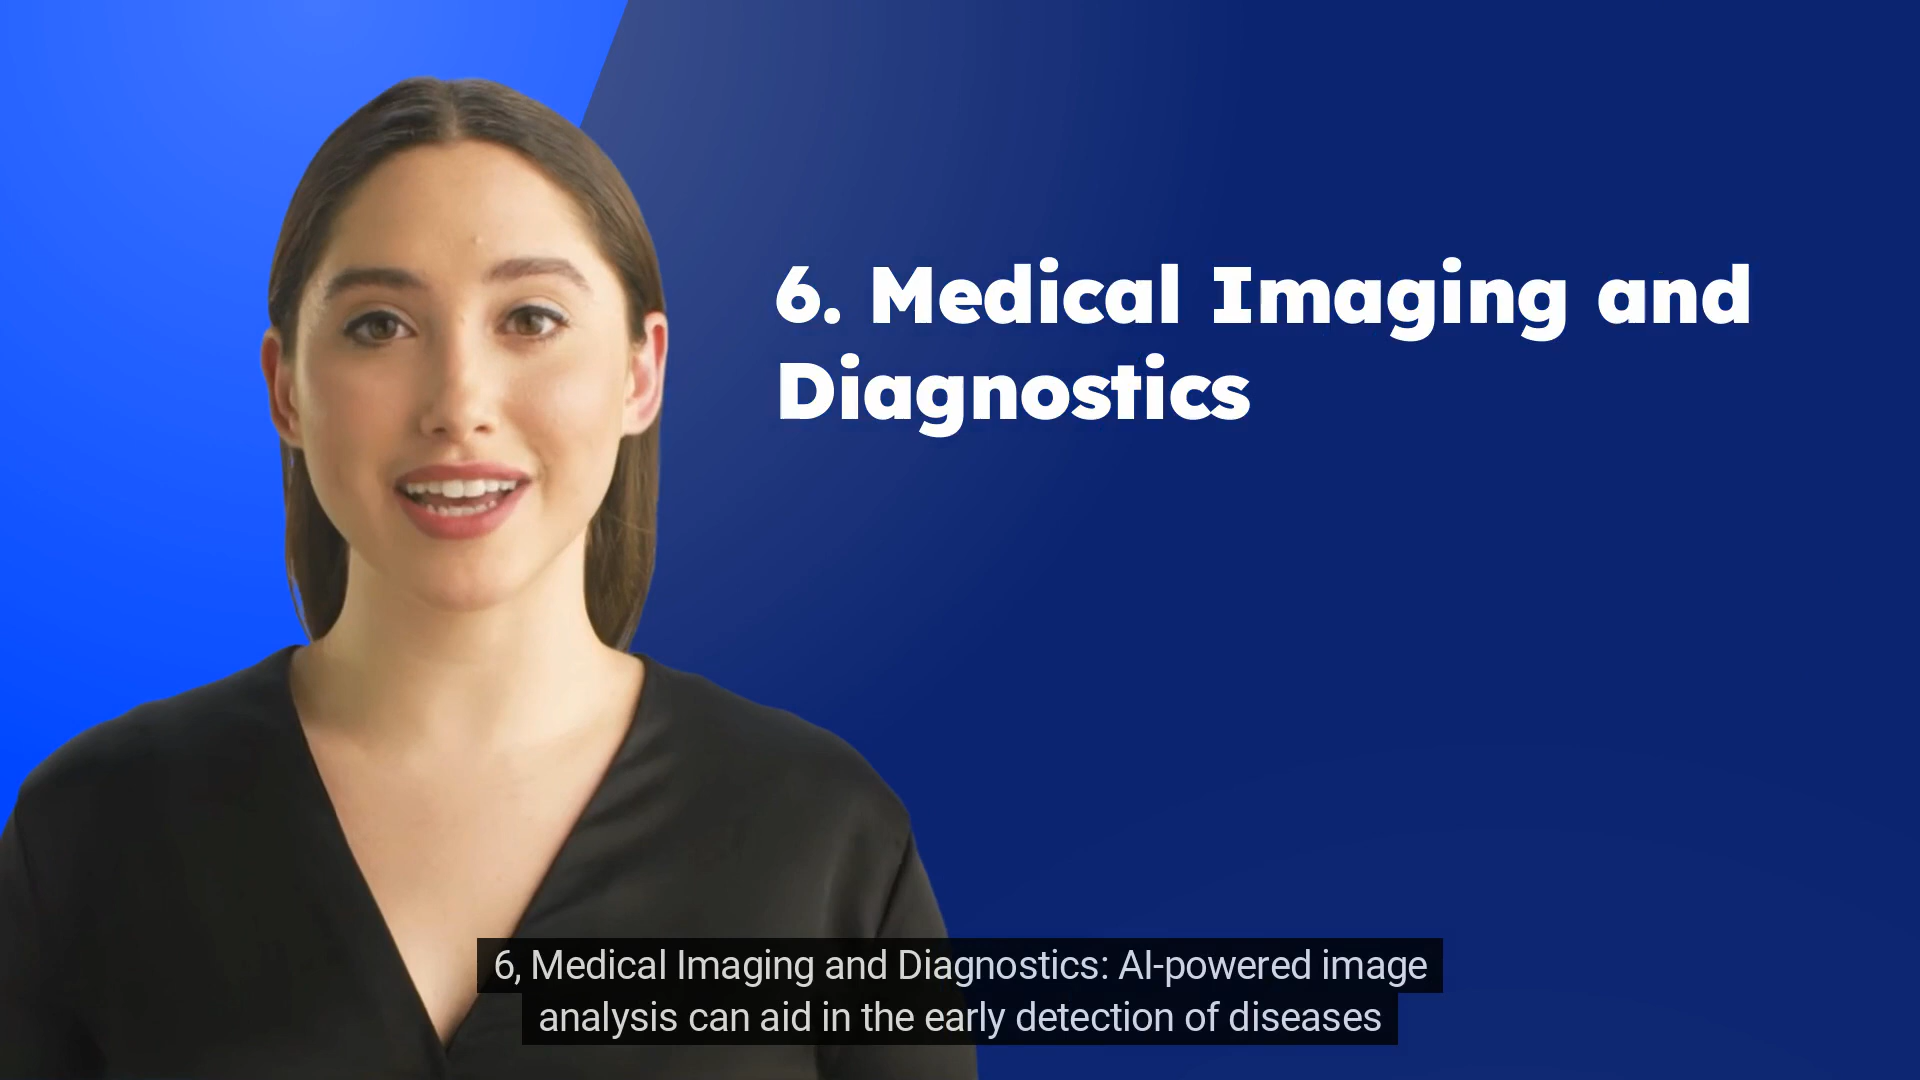 6. Medical Imaging and
Diagnostics
6, Medical Imaging and Diagnostics: AI-powered image
analysis can aid in the early detection of diseases